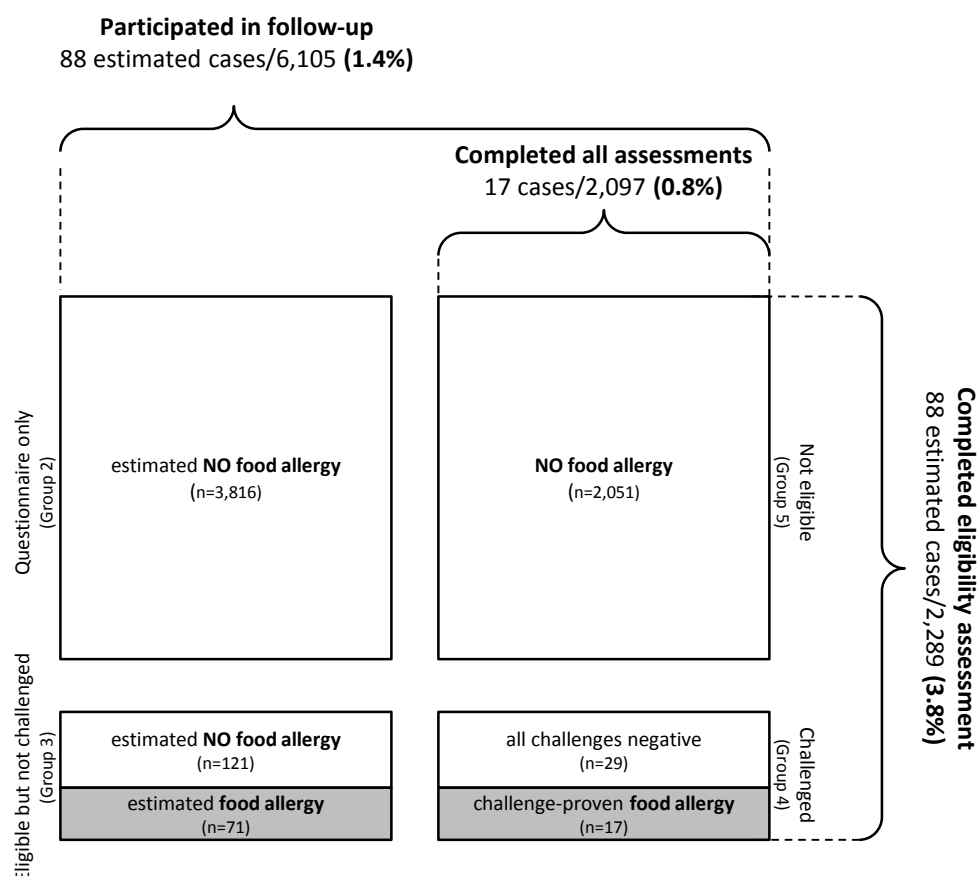 Participated in follow-up
88 estimated cases/6,105 (1.4%)
Completed all assessments
17 cases/2,097 (0.8%)
Questionnaire only
(Group 2)
estimated NO food allergy
(n=3,816)
NO food allergy
(n=2,051)
Not eligible
(Group 5)
Completed eligibility assessment
88 estimated cases/2,289 (3.8%)
Eligible but not challenged
(Group 3)
estimated NO food allergy
(n=121)
estimated food allergy
(n=71)
all challenges negative
(n=29)
challenge-proven food allergy
(n=17)
Challenged
(Group 4)